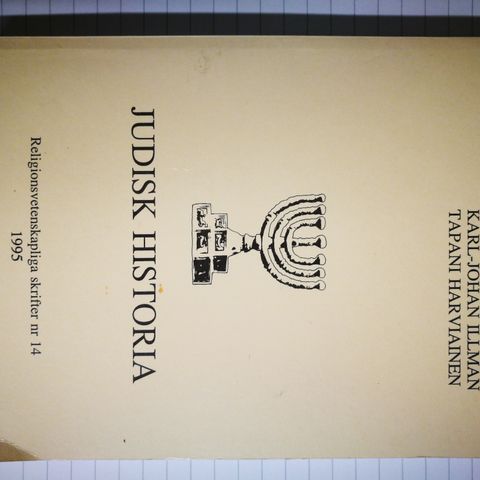 KARL-JOHAN ILLMAN
TAPANI HARVIAINEN
JUDISK HISTORIA
Religionsvetenskapliga skrifter nr 14
1995